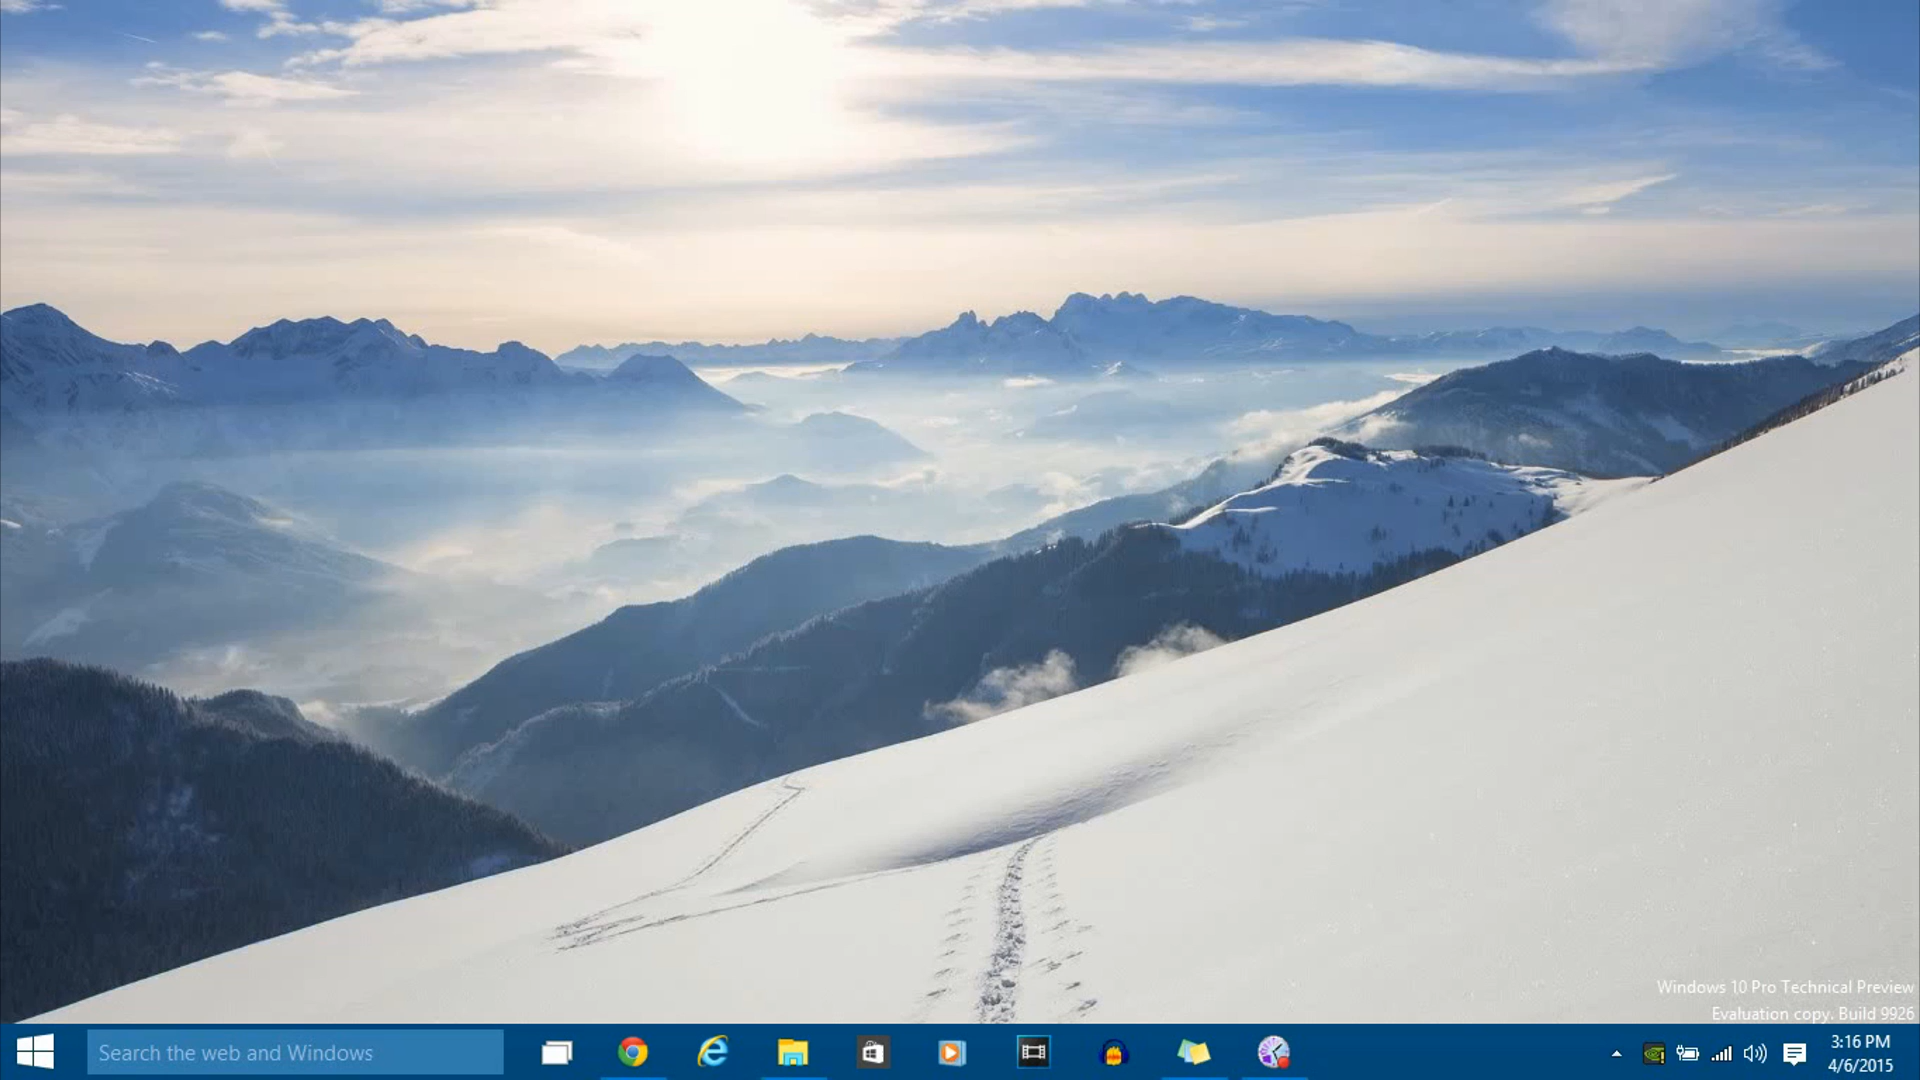 Windows 10 Pro Technical Preview
Evaluation copy. Build 9926
Search the web and Windows
3:16 PM
4/6/2015